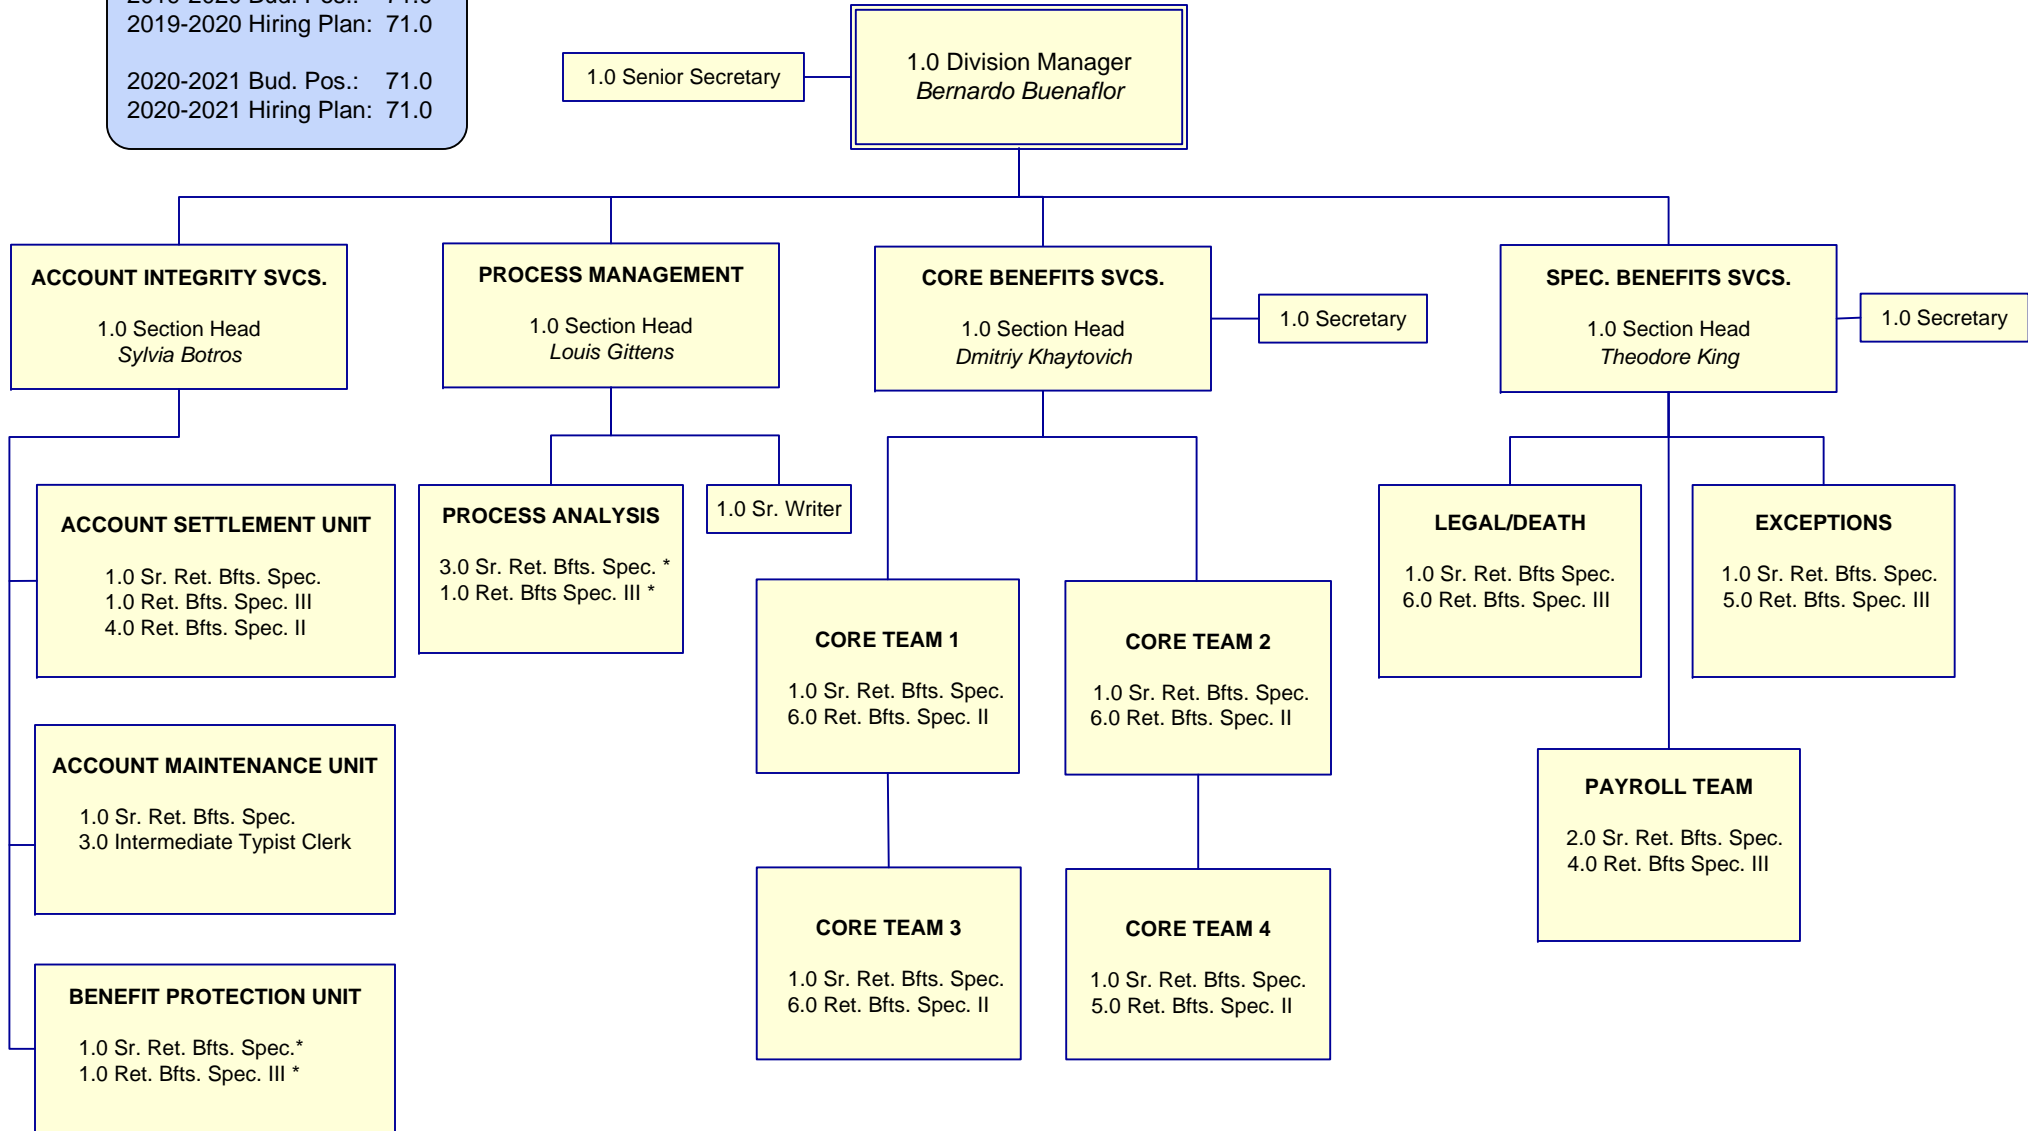 2019-2020 Hiring Plan: 71.0
2020-2021 Bud. Pos.: 71.0
2020-2021 Hiring Plan: 71.0
1.0 Senior Secretary
1.0 Division Manager
Bernardo Buenaflor
ACCOUNT INTEGRITY SVCS.
1.0 Section Head
Sylvia Botros
PROCESS MANAGEMENT
1.0 Section Head
Louis Gittens
CORE BENEFITS SVCS.
1.0 Section Head
Dmitriy Khaytovich
1.0 Secretary
SPEC. BENEFITS SVCS.
1.0 Section Head
Theodore King
1.0 Secretary
ACCOUNT SETTLEMENT UNIT
1.0 Sr. Ret. Bfts. Spec.
1.0 Ret. Bfts. Spec. III
4.0 Ret. Bfts. Spec. II
PROCESS ANALYSIS
3.0 Sr. Ret. Bfts. Spec. *
1.0 Ret. Bfts Spec. III *
1.0 Sr. Writer
LEGAL/DEATH
1.0 Sr. Ret. Bfts Spec.
6.0 Ret. Bfts. Spec. III
EXCEPTIONS
1.0 Sr. Ret. Bfts. Spec.
5.0 Ret. Bfts. Spec. III
CORE TEAM 1
1.0 Sr. Ret. Bfts. Spec.
6.0 Ret. Bfts. Spec. II
CORE TEAM 2
1.0 Sr. Ret. Bfts. Spec.
6.0 Ret. Bfts. Spec. II
ACCOUNT MAINTENANCE UNIT
1.0 Sr. Ret. Bfts. Spec.
3.0 Intermediate Typist Clerk
PAYROLL TEAM
2.0 Sr. Ret. Bfts. Spec.
4.0 Ret. Bfts Spec. III
CORE TEAM 3
1.0 Sr. Ret. Bfts. Spec.
6.0 Ret. Bfts. Spec. II
CORE TEAM 4
1.0 Sr. Ret. Bfts. Spec.
5.0 Ret. Bfts. Spec. II
BENEFIT PROTECTION UNIT
1.0 Sr. Ret. Bfts. Spec.*
1.0 Ret. Bfts. Spec. III *